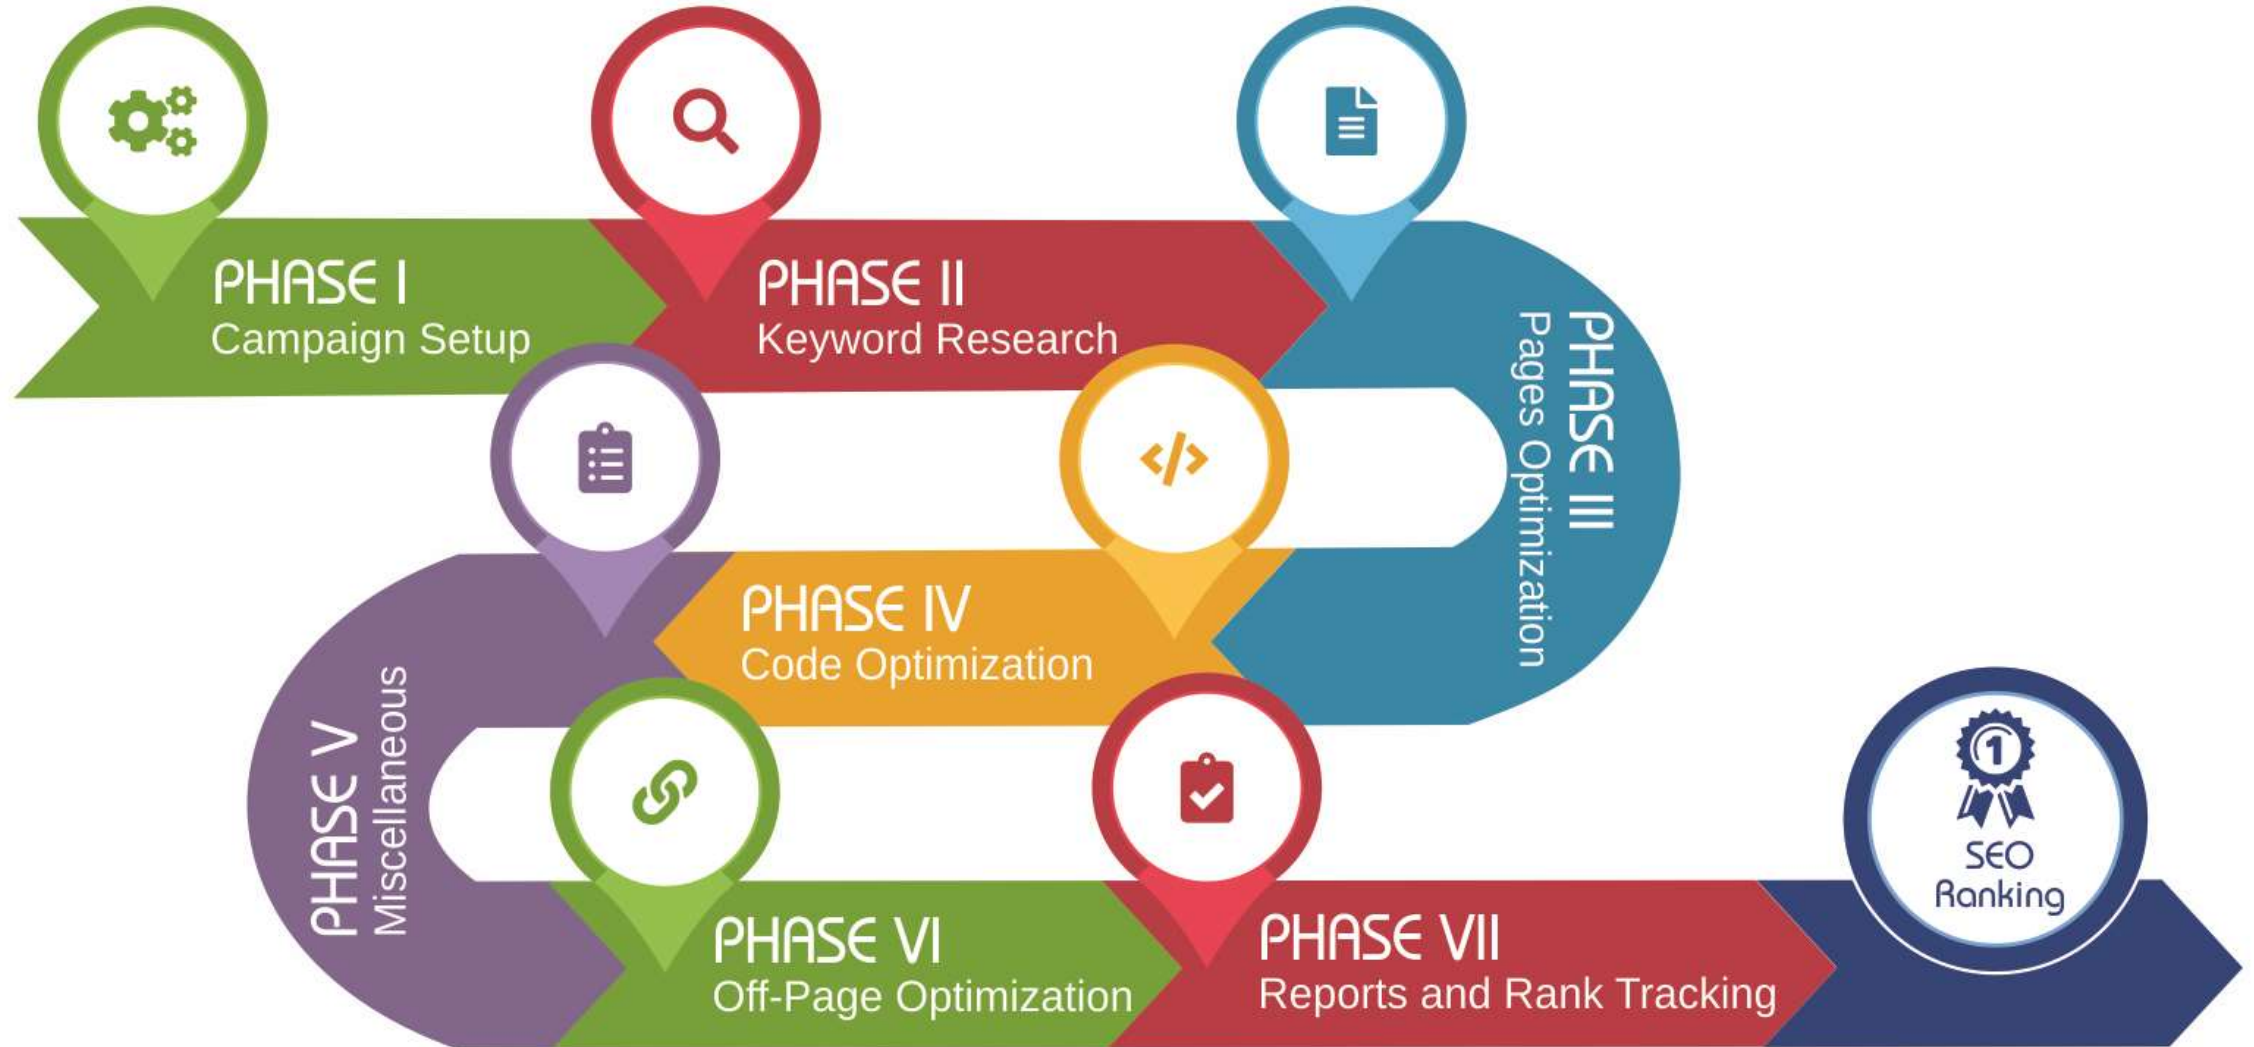 PHASE I
Campaign Setup
PHASE II
Keyword Research
PHASE III
Pages Optimization
PHASE IV
Code Optimization
PHASE V
Miscellaneous
PHASE VI
Off-Page Optimization
PHASE VII
Reports and Rank Tracking
1
SEO
Ranking